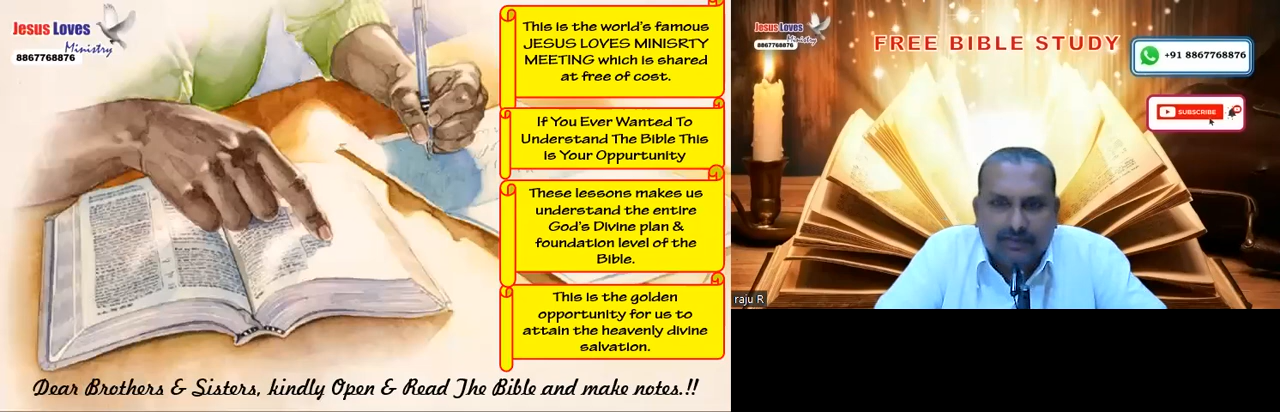 Jesus Loves
Ministry
8867768876
This is the world's famous
JESUS LOVES MINISRTY
MEETING which is shared
at free of cost.
If You Ever Wanted To
Understand The Bible This
is Your Oppurtunity
These lessons makes us
understand the entire
God's Divine plan &
foundation level of the
Bible.
This is the golden
opportunity for us to
attain the heavenly divine
salvation.
Dear Brothers & Sisters, kindly Open & Read The Bible and make notes.!!
Jesus Loves
Ministry
8867768876
FREE BIBLE STUDY
+91 8867768876
SUBSCRIBE
raju R